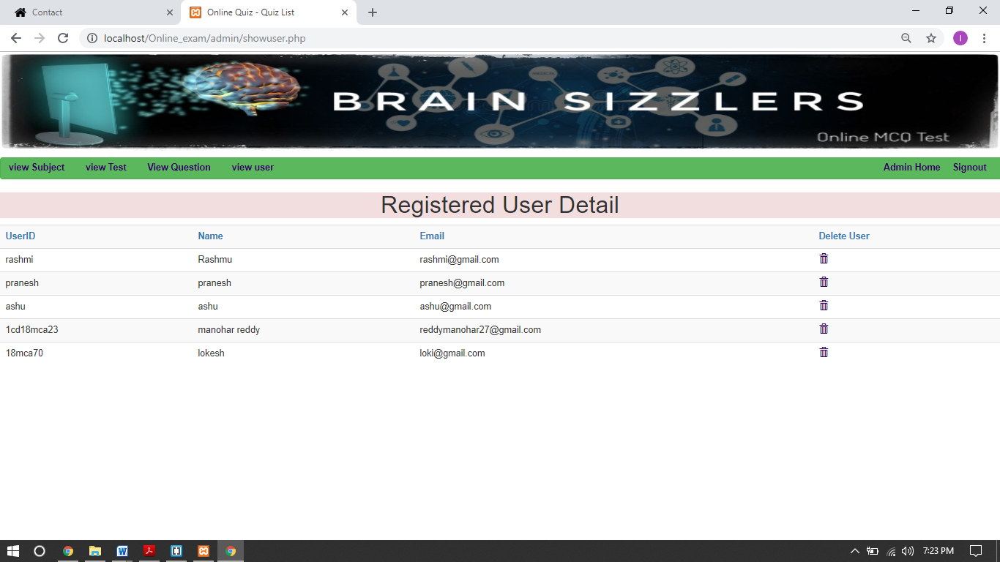 Contact
Online Quiz - Quiz List
localhost/Online_exam/admin/showuser.php
I
MEDICAL
BRAIN SIZZLERS
Online MCQ Test
view Subject view Test View Question view user Admin Home Signout
Registered User Detail
UserID Name Email Delete User
rashmi Rashmu rashmi@gmail.com
pranesh pranesh pranesh@gmail.com
ashu ashu ashu@gmail.com
1cd18mca23 manohar reddy reddymanohar27@gmail.com
18mca70 lokesh loki@gmail.com
7:23 PM